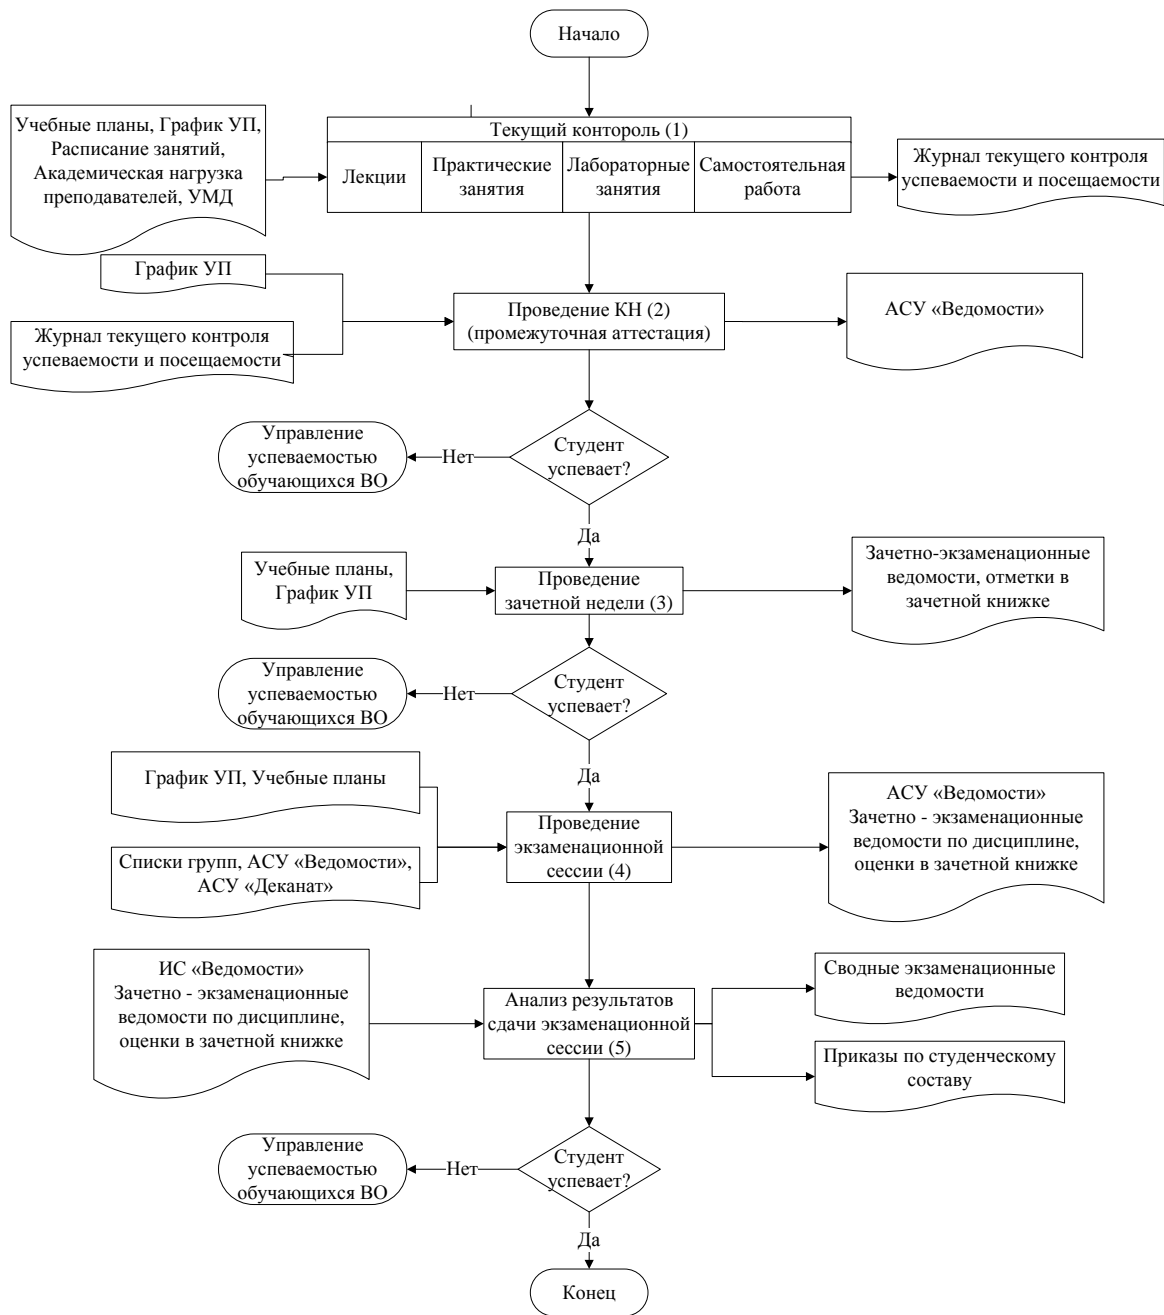 Начало
Учебные планы, График УП,
Расписание занятий,
Академическая нагрузка
преподавателей, УМД
Текущий контороль (1)
Лекции
Практические
занятия
Лабораторные
занятия
Самостоятельная
работа
Журнал текущего контроля
успеваемости и посещаемости
График УП
Журнал текущего контроля
успеваемости и посещаемости
Проведение КН (2)
(промежуточная аттестация)
АСУ «Ведомости»
Студент
успевает?
Нет
Управление
успеваемостью
обучающихся ВО
Да
Учебные планы,
График УП
Проведение
зачетной недели (3)
Зачетно-экзаменационные
ведомости, отметки в
зачетной книжке
Студент
успевает?
Нет
Управление
успеваемостью
обучающихся ВО
Да
График УП, Учебные планы
Списки групп, АСУ «Ведомости»,
АСУ «Деканат»
Проведение
экзаменационной
сессии (4)
АСУ «Ведомости»
Зачетно - экзаменационные
ведомости по дисциплине,
оценки в зачетной книжке
ИС «Ведомости»
Зачетно - экзаменационные
ведомости по дисциплине,
оценки в зачетной книжке
Анализ результатов
сдачи экзаменационной
сессии (5)
Сводные экзаменационные
ведомости
Приказы по студенческому
составу
Студент
успевает?
Нет
Управление
успеваемостью
обучающихся ВО
Да
Конец